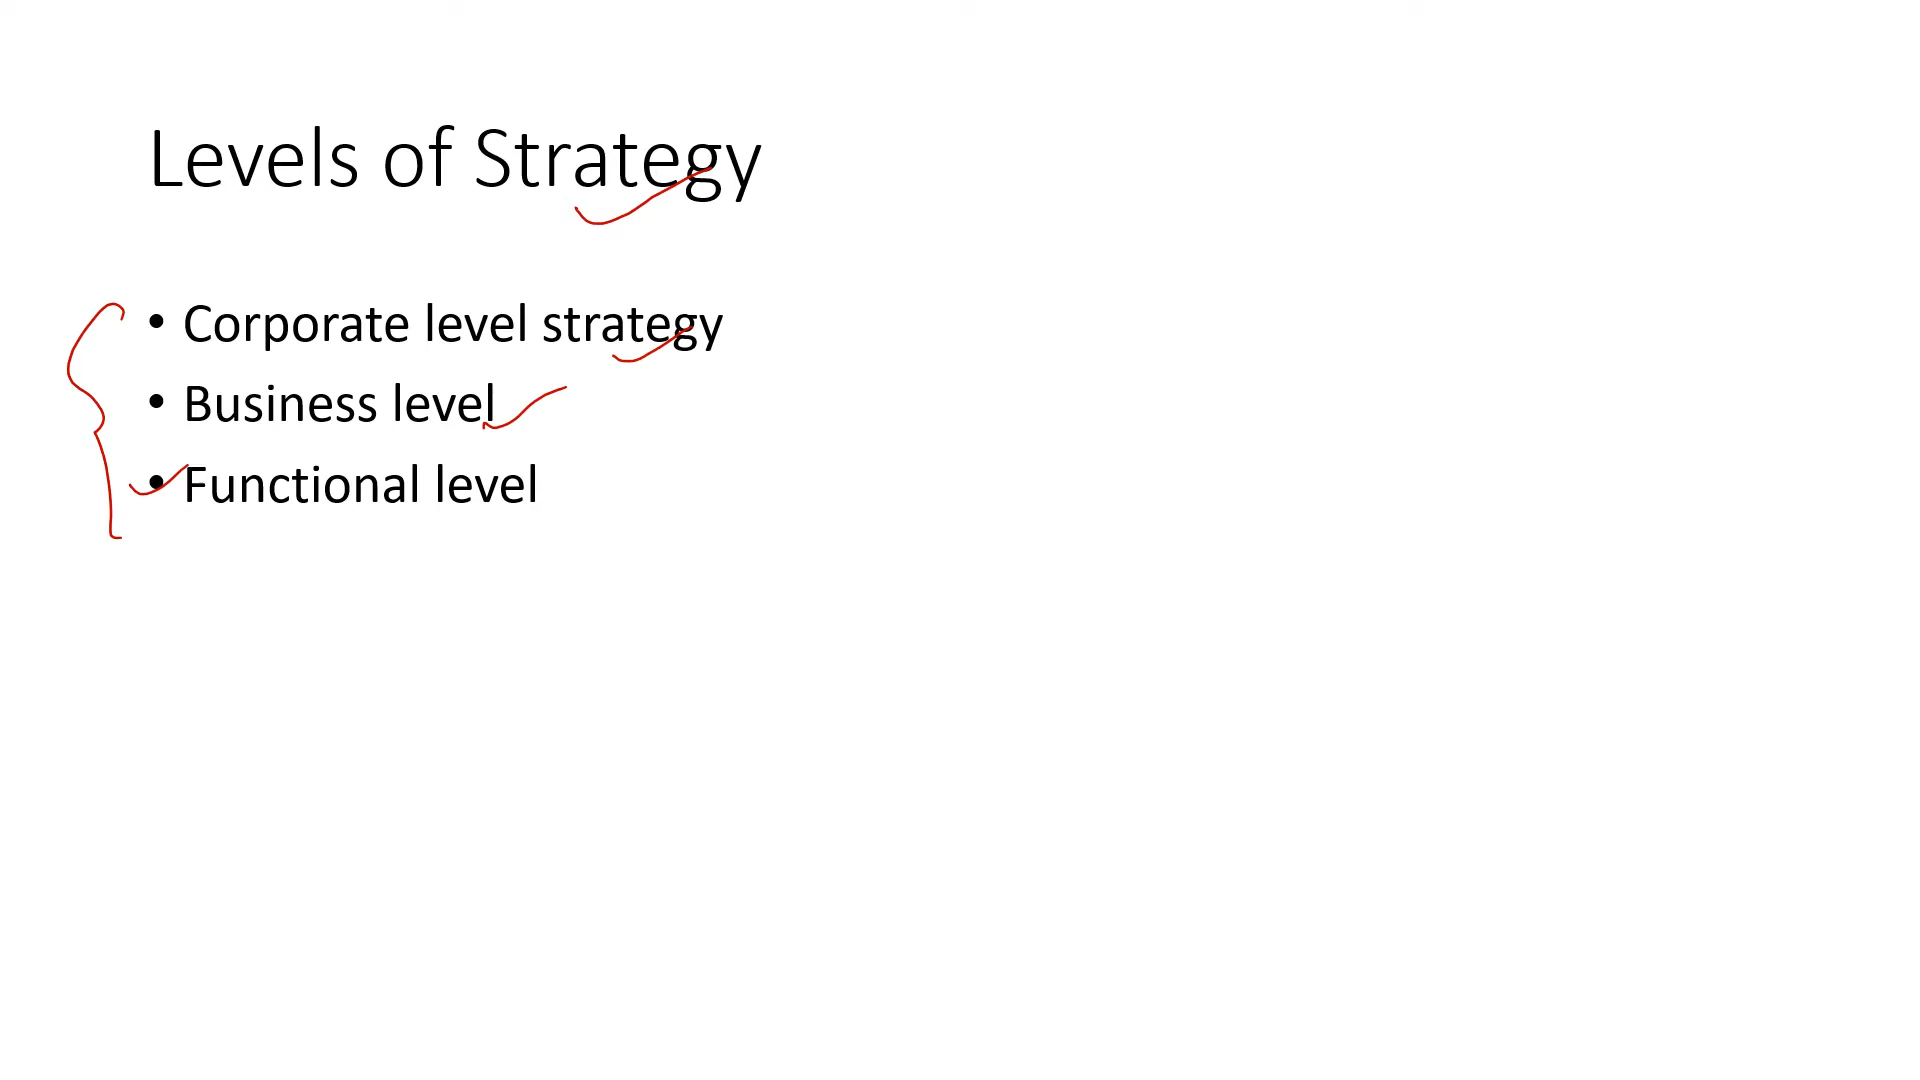 Levels of Strategy
• Corporate level strategy
• Business level
• Functional level